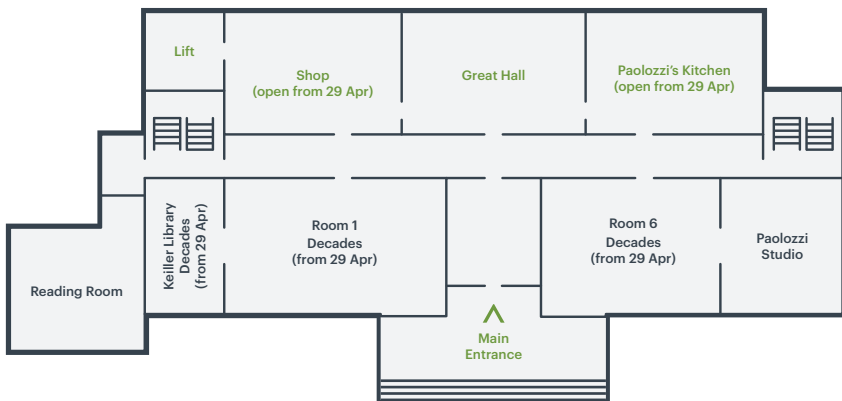 Lift
Shop
(open from 29 Apr)
Great Hall
Paolozzi's Kitchen
(open from 29 Apr)
Keiller Library
Decades
(from 29 Apr)
Room 1
Decades
(from 29 Apr)
Room 6
Decades
(from 29 Apr)
Paolozzi
Studio
Reading Room
Main
Entrance